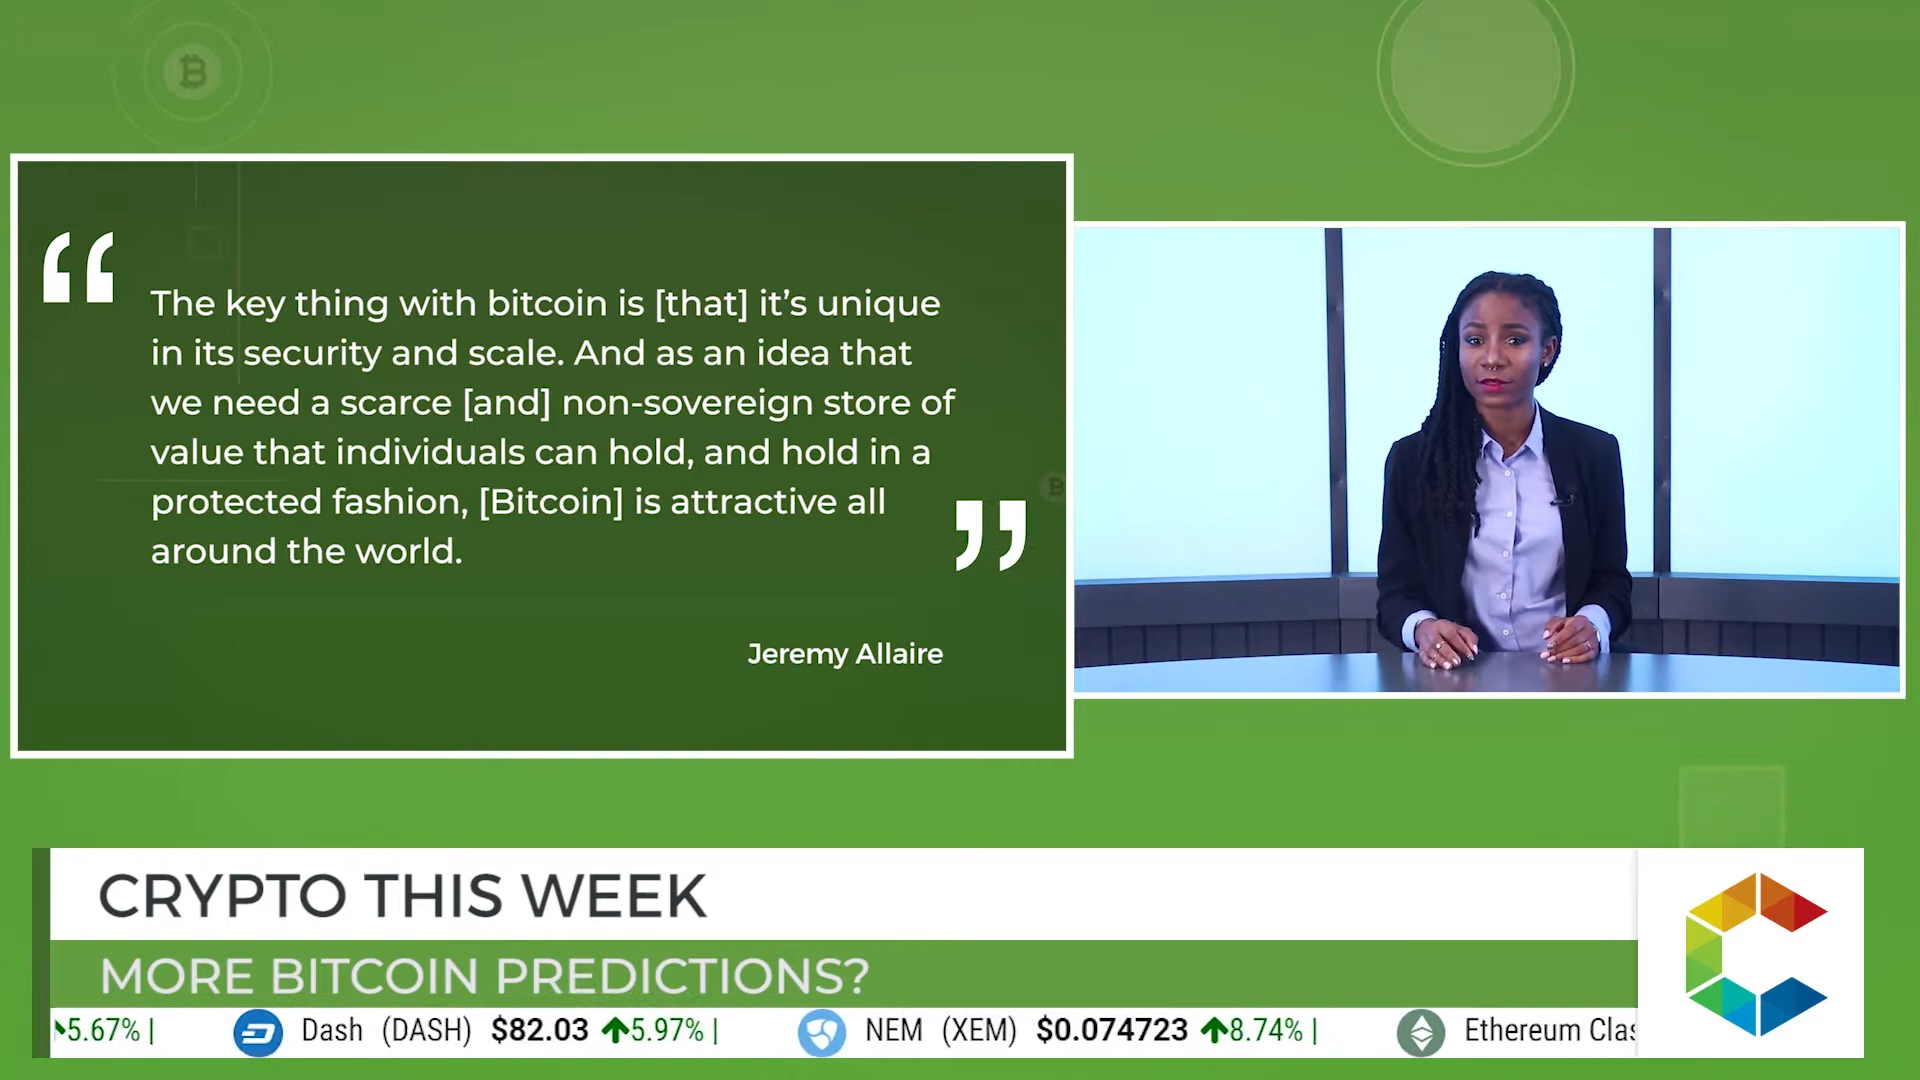 “
The key thing with bitcoin is [that] it’s unique
in its security and scale. And as an idea that
we need a scarce [and] non-sovereign store of
value that individuals can hold, and hold in a
protected fashion, [Bitcoin] is attractive all
around the world.
”
Jeremy Allaire
CRYPTO THIS WEEK
MORE BITCOIN PREDICTIONS?
5.67% | Dash (DASH) $82.03 5.97% | NEM (XEM) $0.074723 8.74% | Ethereum Clas